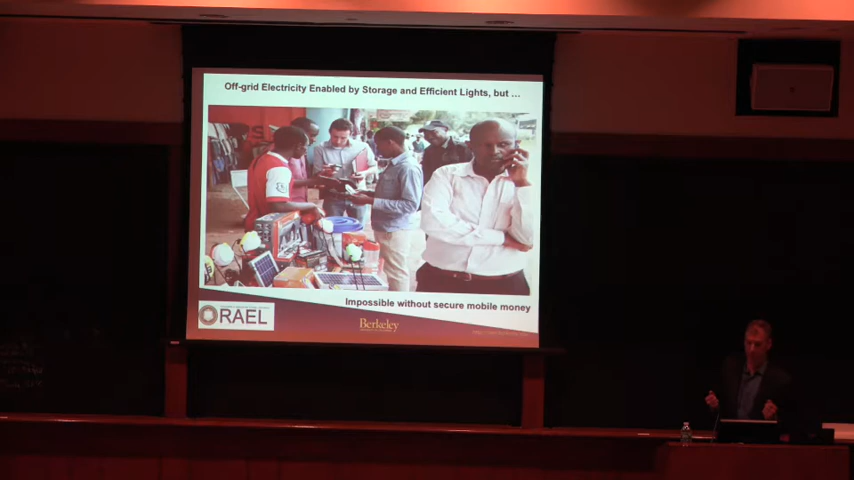 Off-grid Electricity Enabled by Storage and Efficient Lights, but ...
Impossible without secure mobile money
RAEL
Berkeley